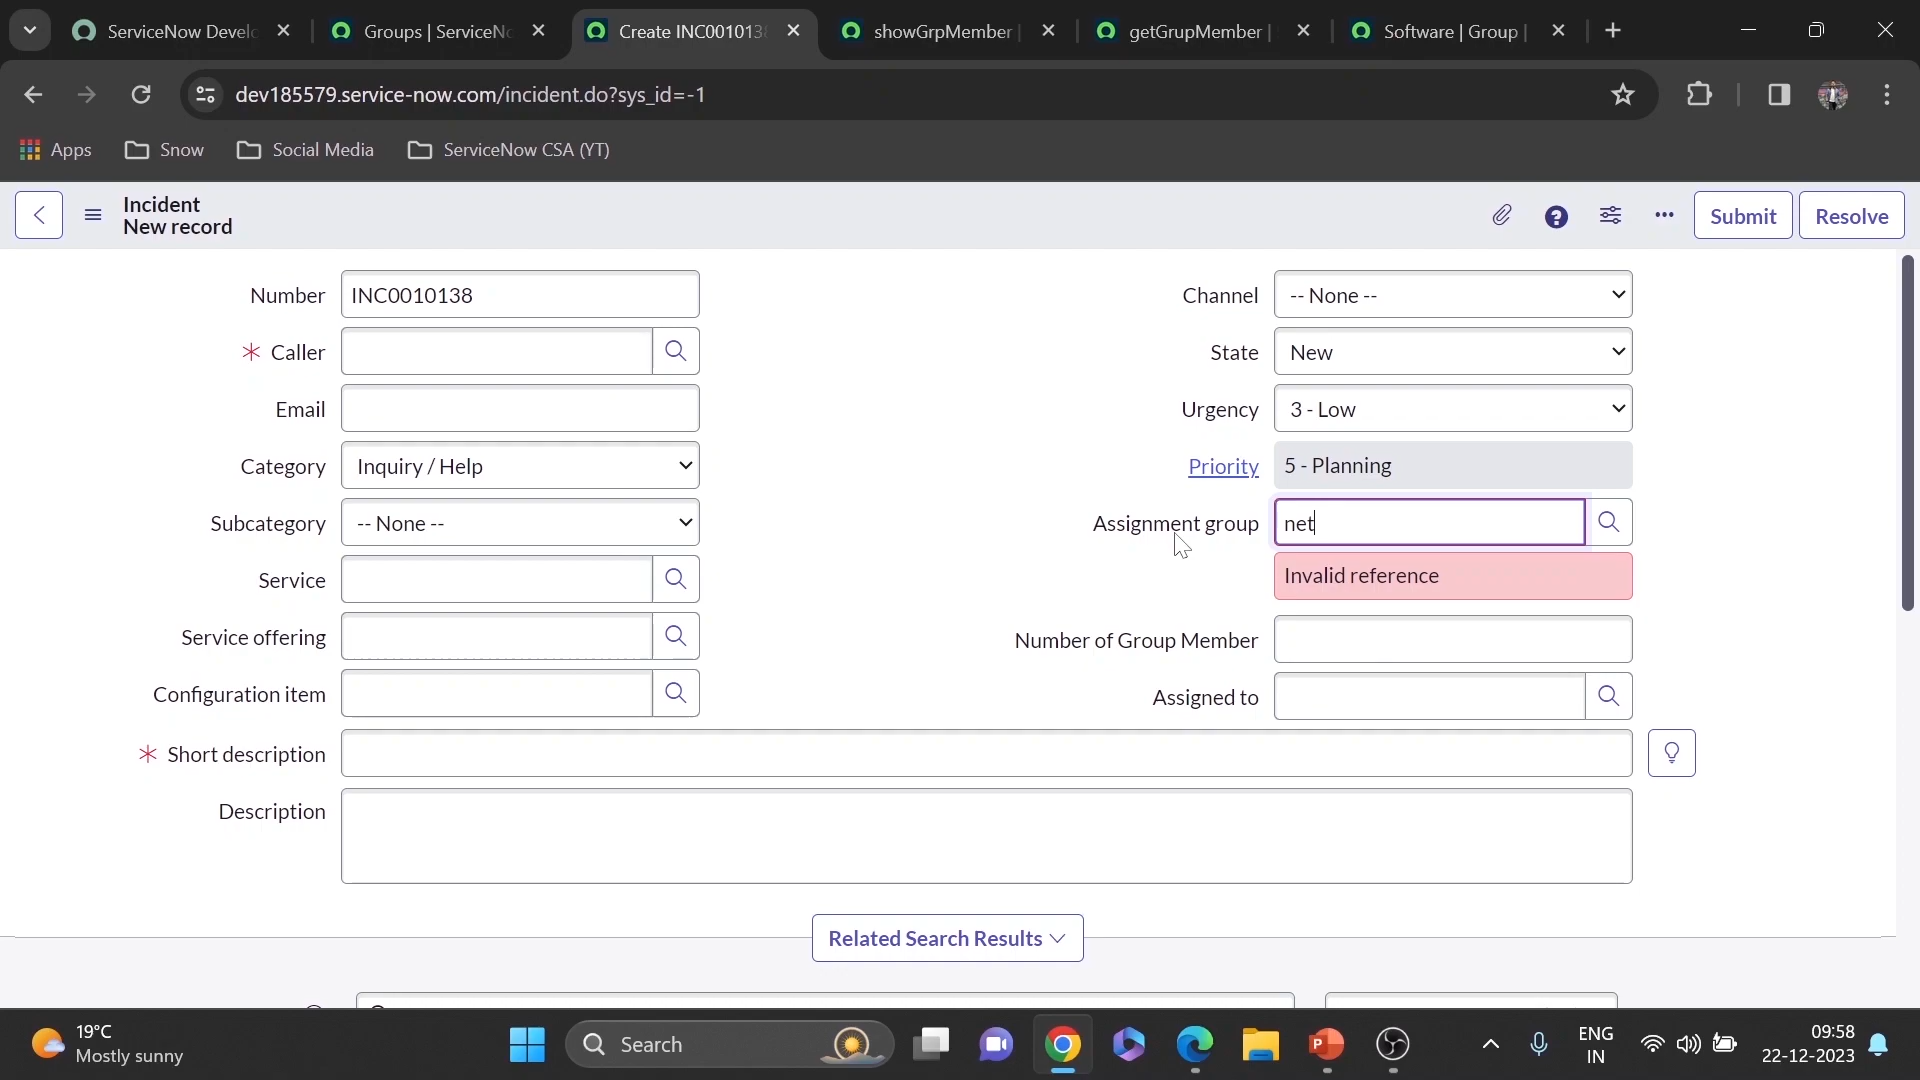 ServiceNow Develo
Groups | ServiceNo
Create INC001013
showGrpMember |
getGrupMember |
Software | Group |
dev185579.service-now.com/incident.do?sys_id=-1
Apps
Snow
Social Media
ServiceNow CSA (YT)
Incident
New record
Submit
Resolve
Number
INC0010138
Channel
-- None --
* Caller
State
New
Email
Urgency
3 - Low
Category
Inquiry / Help
Priority
5 - Planning
Subcategory
-- None --
Assignment group
net
Service
Invalid reference
Service offering
Number of Group Member
Configuration item
Assigned to
* Short description
Description
Related Search Results
19°C
Mostly sunny
Search
ENG
IN
09:58
22-12-2023